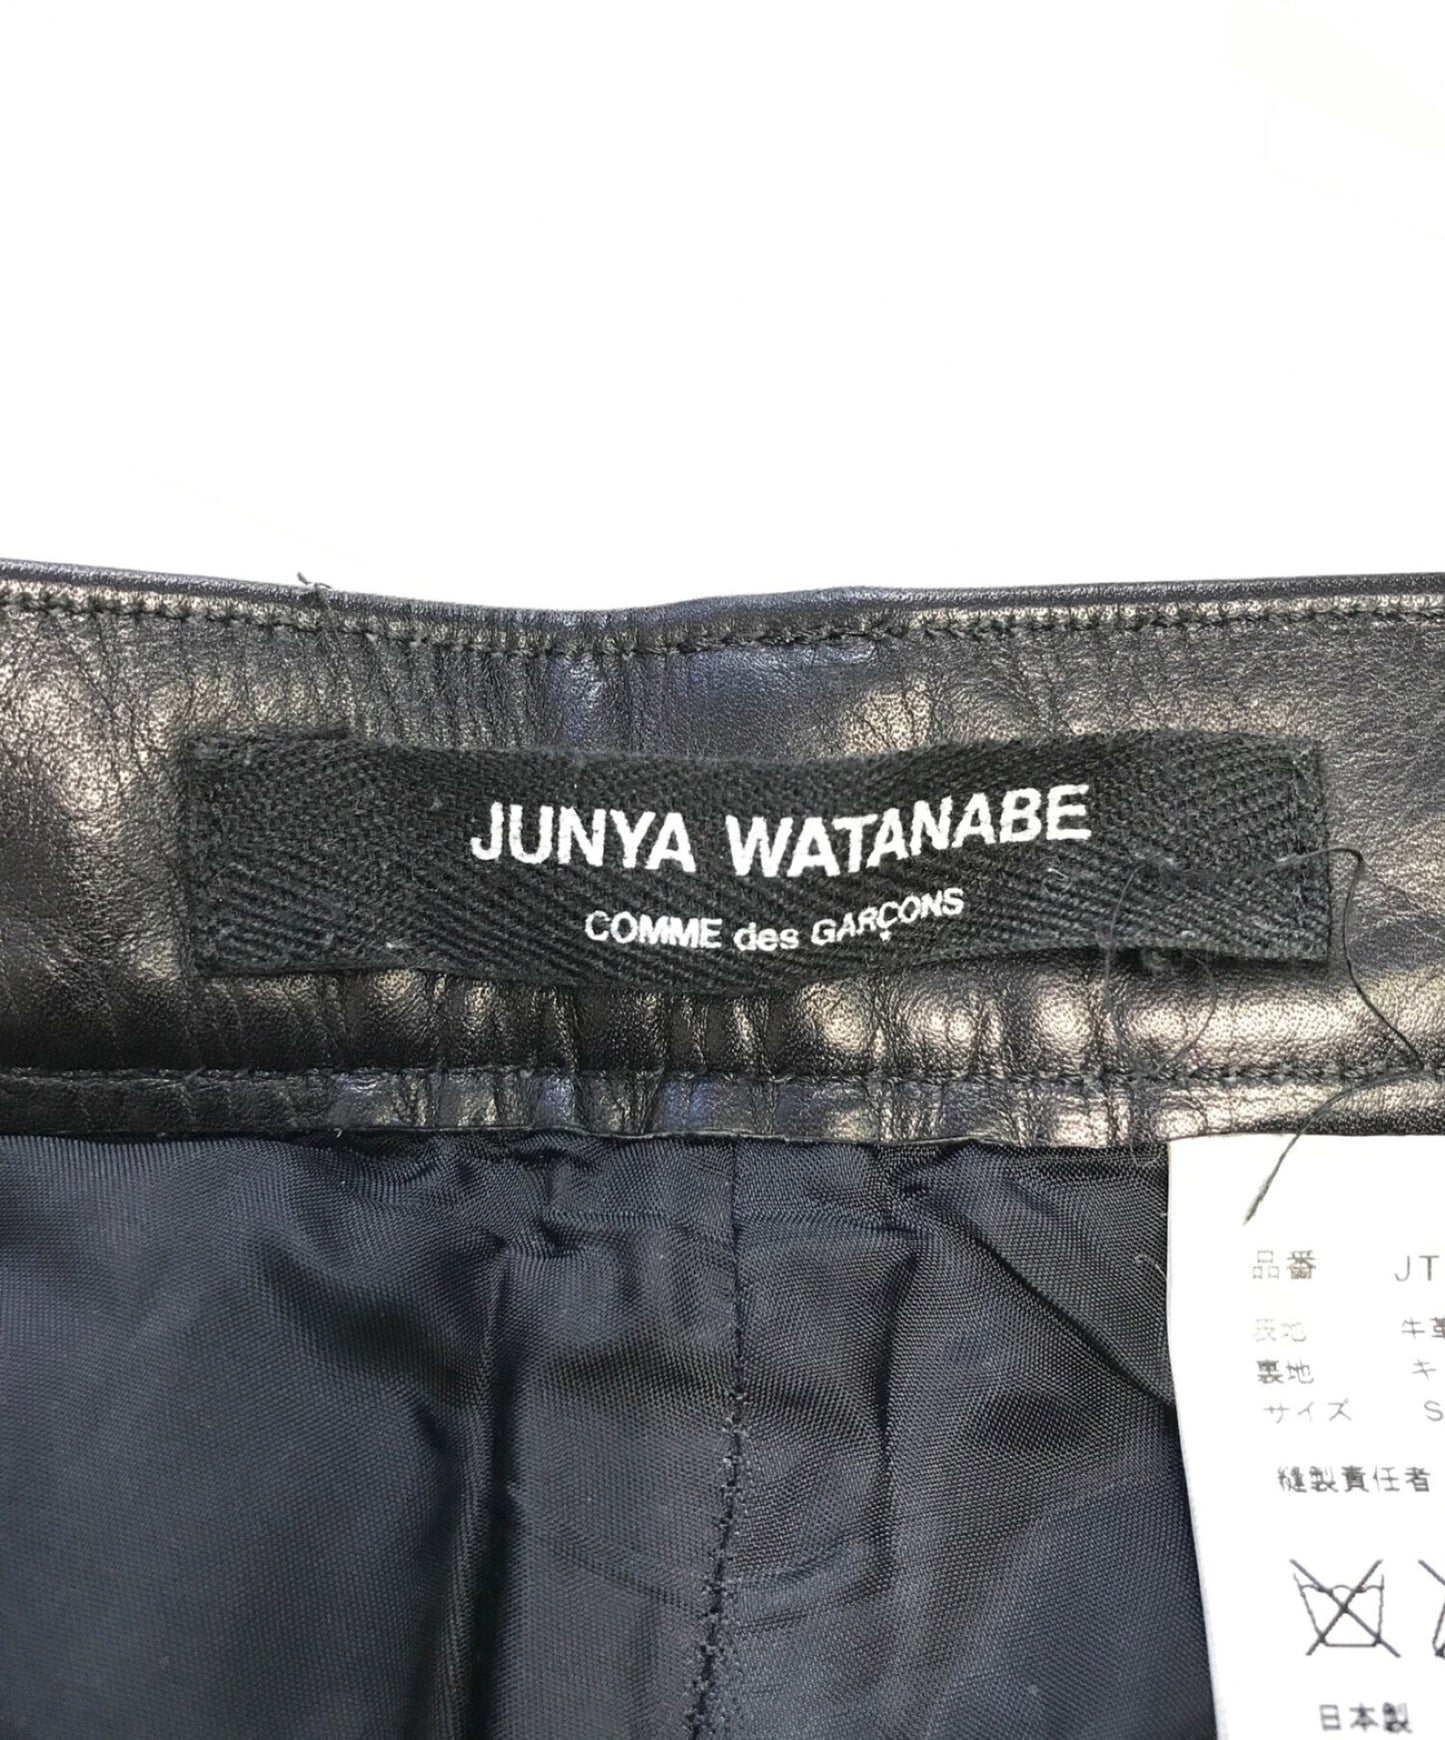 JUNYA WATANABE
COMME des GARÇONS
品番 JT
表地 牛革
裏地 キ
サイズ S
縫製責任者
日本製